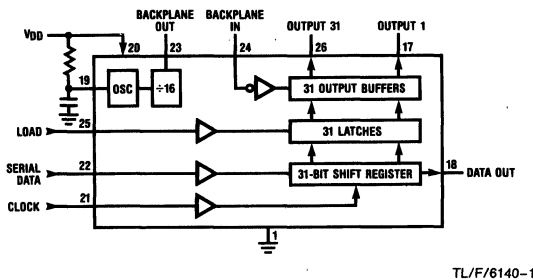 BACKPLANE OUT
BACKPLANE IN
OUTPUT 31
OUTPUT 1
VDD
20
23
24
26
17
19
OSC
÷16
31 OUTPUT BUFFERS
25
LOAD
31 LATCHES
22
SERIAL DATA
31-BIT SHIFT REGISTER
18
DATA OUT
21
CLOCK
1
TL/F/6140-1